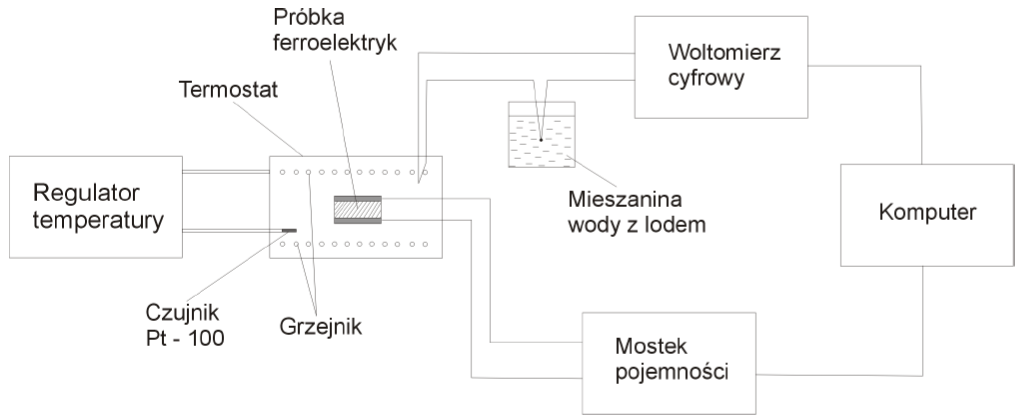 Próbka
ferroelektryk
Termostat
Woltomierz
cyfrowy
Regulator
temperatury
Mieszanina
wody z lodem
Komputer
Czujnik
Pt - 100
Grzejnik
Mostek
pojemności